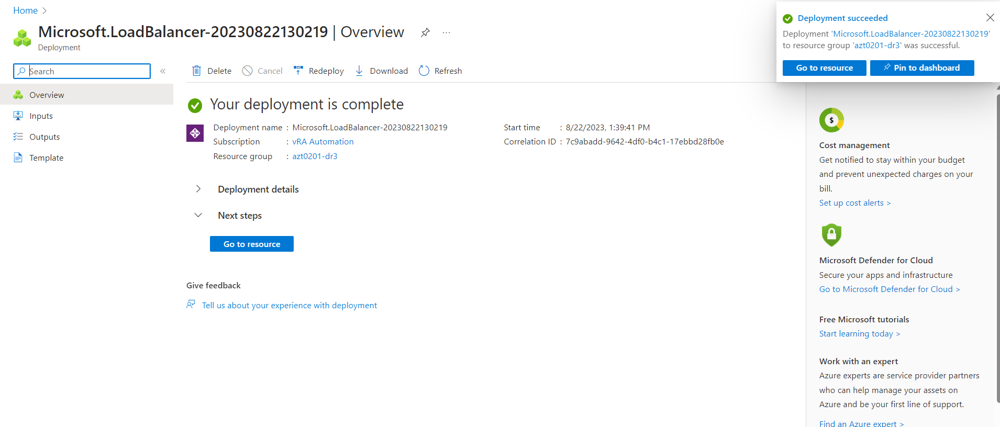 Home
Microsoft.LoadBalancer-20230822130219 | Overview
Deployment
Search
Overview
Inputs
Outputs
Template
Delete
Cancel
Redeploy
Download
Refresh
Your deployment is complete
Deployment name : Microsoft.LoadBalancer-20230822130219
Subscription : vRA Automation
Resource group : azt0201-dr3
Start time : 8/22/2023, 1:39:41 PM
Correlation ID : 7c9abadd-9642-4df0-b4c1-17ebbd28fb0e
Deployment details
Next steps
Go to resource
Give feedback
Tell us about your experience with deployment
Deployment succeeded
Deployment 'Microsoft.LoadBalancer-20230822130219'
to resource group 'azt0201-dr3' was successful.
Go to resource
Pin to dashboard
$
Cost management
Get notified to stay within your budget
and prevent unexpected charges on your
bill.
Set up cost alerts >
Microsoft Defender for Cloud
Secure your apps and infrastructure
Go to Microsoft Defender for Cloud >
Free Microsoft tutorials
Start learning today >
Work with an expert
Azure experts are service provider partners
who can help manage your assets on
Azure and be your first line of support.
Find an Azure expert >